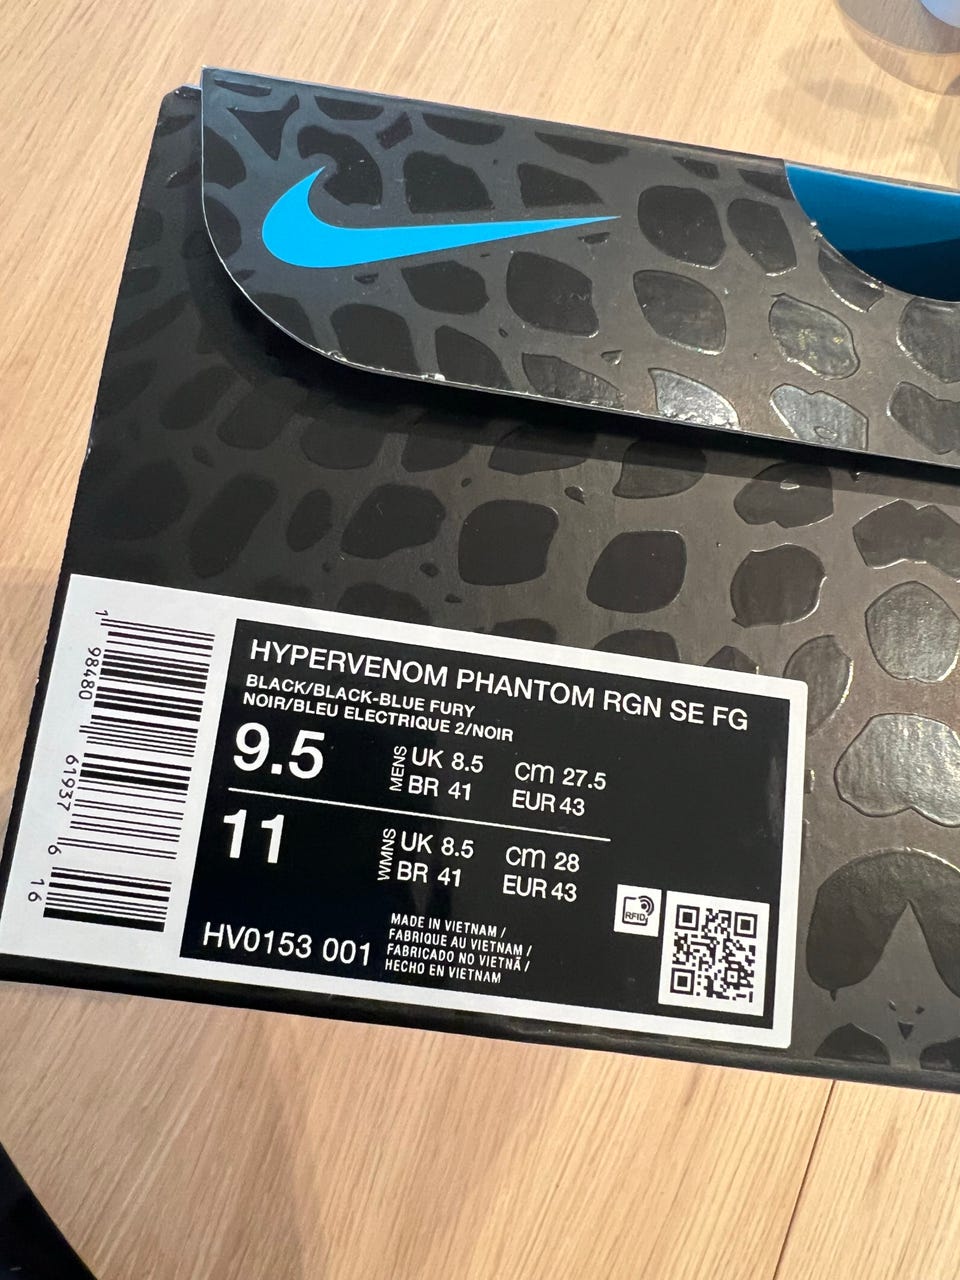 HYPERVENOM PHANTOM RGN SE FG
BLACK/BLACK-BLUE FURY
NOIR/BLEU ELECTRIQUE 2/NOIR
9.5
MENS
UK 8.5
cm 27.5
BR 41
EUR 43
11
WMNS
UK 8.5
cm 28
BR 41
EUR 43
HV0153 001
MADE IN VIETNAM /
FABRIQUE AU VIETNAM /
FABRICADO NO VIETNÃ /
HECHO EN VIETNAM
RFID
1 98480 61937 6 16